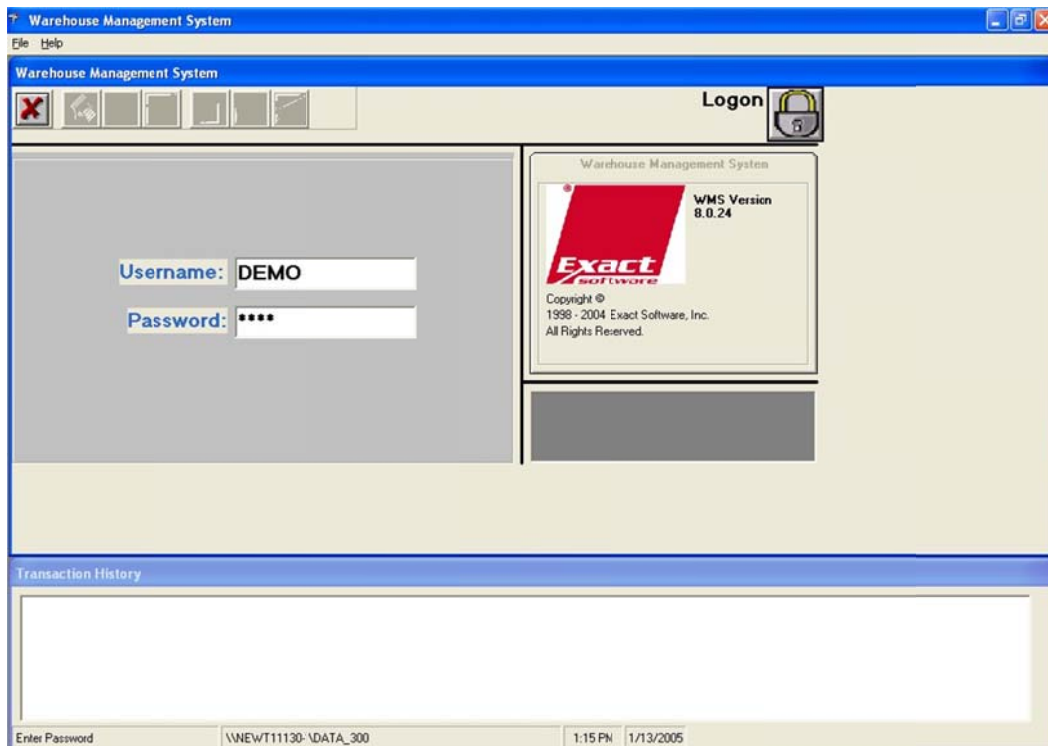 Warehouse Management System
File Help
Warehouse Management System
Logon
Username: DEMO
Password: ****
Warehouse Management System
WMS Version
8.0.24
Exact
software
Copyright ©
1998 - 2004 Exact Software, Inc.
All Rights Reserved.
Transaction History
Enter Password \\NEWT11130- \DATA_300 1:15 PM 1/13/2005